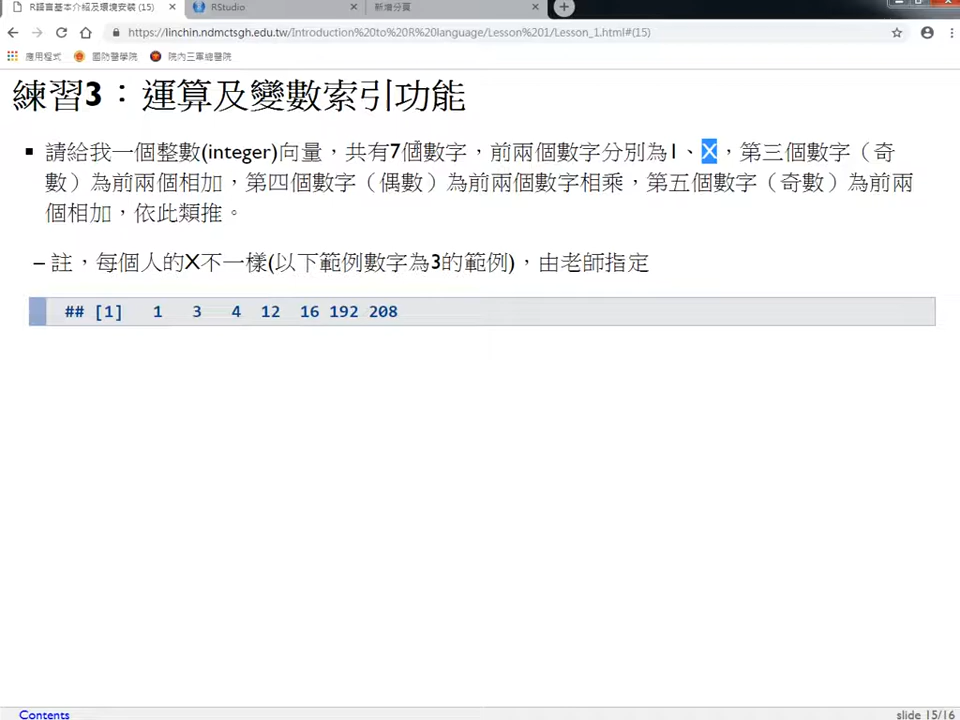 R語言基本介紹及環境安裝 (15)
RStudio
新增分頁
https://linchin.ndmctsgh.edu.tw/Introduction%20to%20R%20language/Lesson%201/Lesson_1.html#(15)
應用程式
國防醫學院
院內三軍總醫院
練習3：運算及變數索引功能
請給我一個整數(integer)向量，共有7個數字，前兩個數字分別為1、X，第三個數字（奇
數）為前兩個相加，第四個數字（偶數）為前兩個數字相乘，第五個數字（奇數）為前兩
個相加，依此類推。
– 註，每個人的X不一樣(以下範例數字為3的範例)，由老師指定
## [1] 1 3 4 12 16 192 208
Contents
slide 15/16